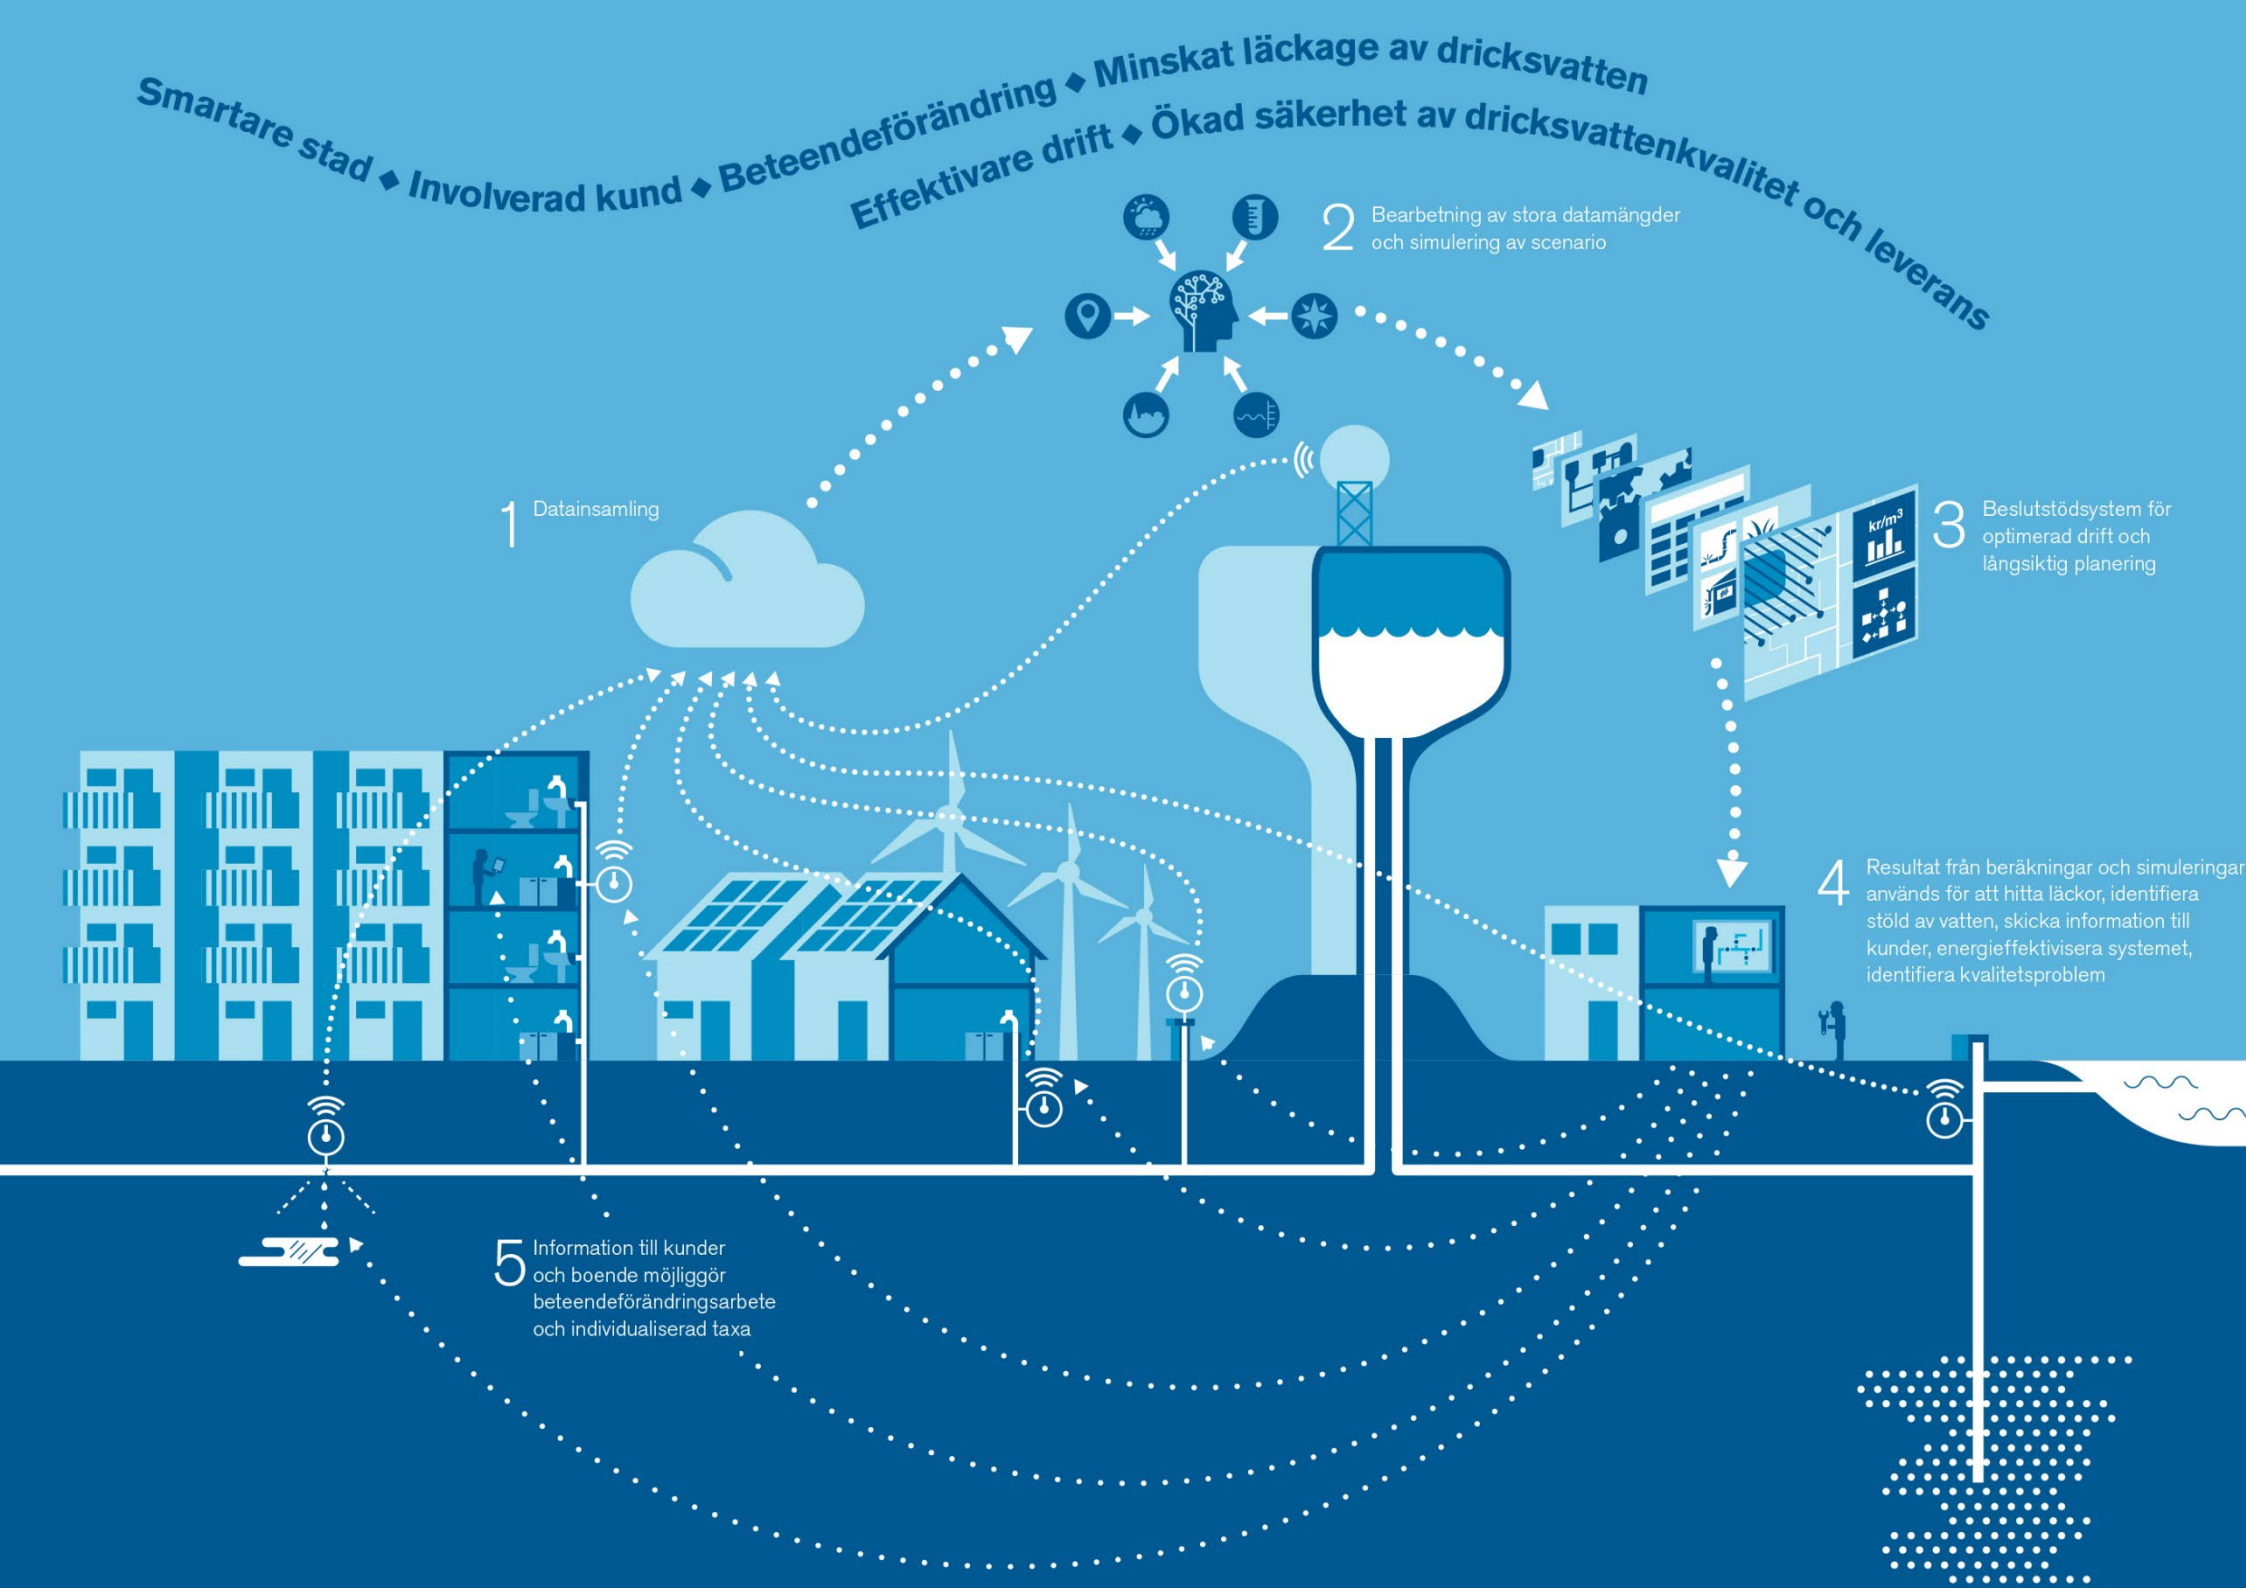 Smartare stad ◆ Involverad kund ◆ Beteendeförändring ◆ Minskat läckage av dricksvatten
Effektivare drift ◆ Ökad säkerhet av dricksvattenkvalitet och leverans
1 Datainsamling
2 Bearbetning av stora datamängder
och simulering av scenario
kr/m³
3 Beslutstödsystem för
optimerad drift och
långsiktig planering
4 Resultat från beräkningar och simuleringar
används för att hitta läckor, identifiera
stöld av vatten, skicka information till
kunder, energieffektivisera systemet,
identifiera kvalitetsproblem
5 Information till kunder
och boende möjliggör
beteendeförändringsarbete
och individualiserad taxa